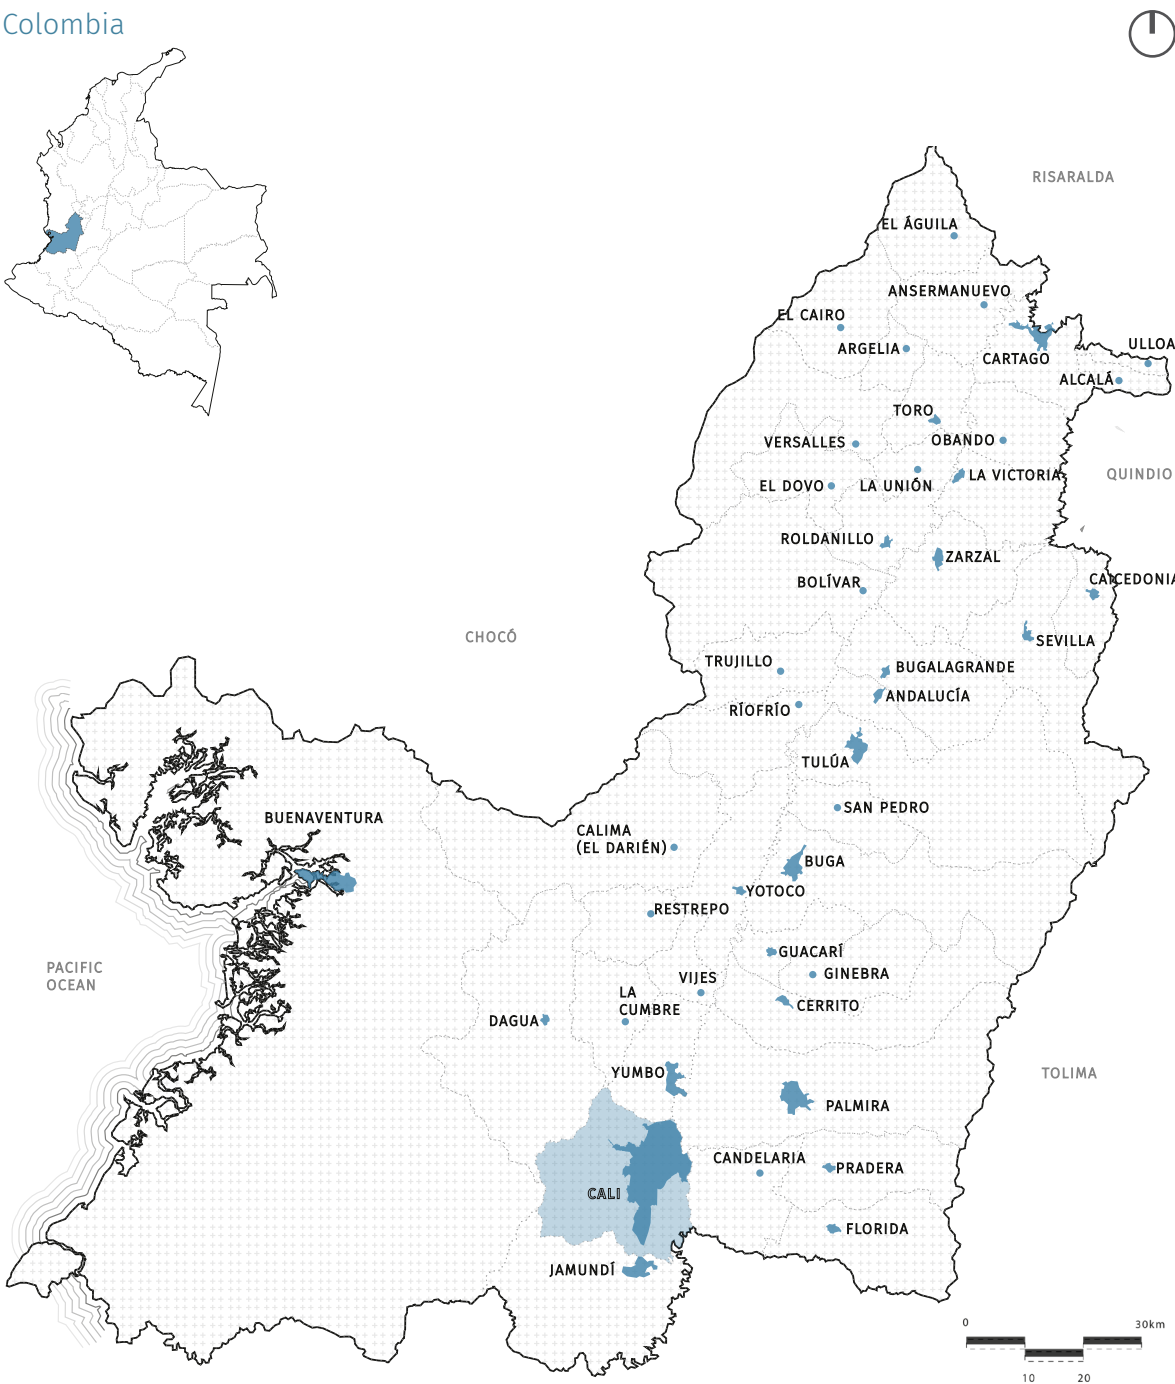 Colombia
RISARALDA
EL ÁGUILA
ANSERMANUEVO
EL CAIRO
ARGELIA
CARTAGO
ULLOA
ALCALÁ
TORO
VERSALLES
OBANDO
EL DOVO
LA UNIÓN
LA VICTORIA
QUINDIO
ROLDANILLO
ZARZAL
BOLÍVAR
CAICEDONIA
CHOCÓ
SEVILLA
TRUJILLO
BUGALAGRANDE
ANDALUCÍA
RÍOFRÍO
TULÚA
SAN PEDRO
BUENAVENTURA
CALIMA
(EL DARIÉN)
BUGA
YOTOCO
RESTREPO
GUACARÍ
PACIFIC
OCEAN
GINEBRA
VIJES
LA
CUMBRE
CERRITO
DAGUA
YUMBO
TOLIMA
PALMIRA
CANDELARIA
PRADERA
CALI
FLORIDA
JAMUNDÍ
0
30km
10
20